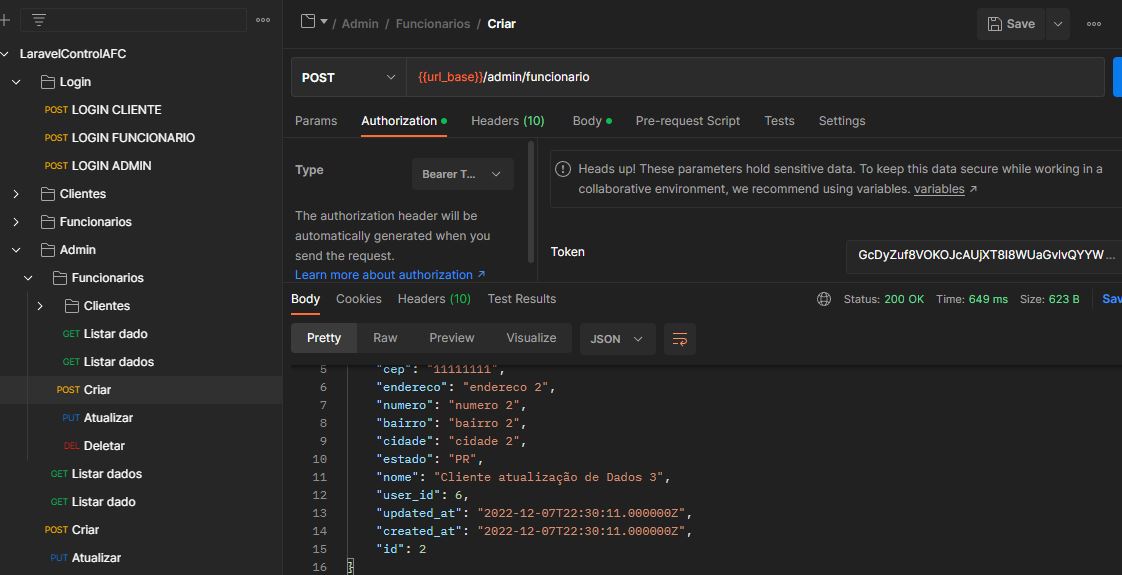 LaravelControlAFC
Login
POST LOGIN CLIENTE
POST LOGIN FUNCIONARIO
POST LOGIN ADMIN
Clientes
Funcionarios
Admin
Funcionarios
Clientes
GET Listar dado
GET Listar dados
POST Criar
PUT Atualizar
DEL Deletar
GET Listar dados
GET Listar dado
POST Criar
PUT Atualizar
/ Admin / Funcionarios / Criar
Save
POST
{{url_base}}/admin/funcionario
Params Authorization Headers (10) Body Pre-request Script Tests Settings
Type
Bearer T...
The authorization header will be
automatically generated when you
send the request.
Learn more about authorization ↗
Heads up! These parameters hold sensitive data. To keep this data secure while working in a
collaborative environment, we recommend using variables. variables ↗
Token
GcDyZuf8VOKOJcAUjXT8I8WUaGvlvQYYW...
Body Cookies Headers (10) Test Results
Status: 200 OK Time: 649 ms Size: 623 B Sav
Pretty Raw Preview Visualize JSON
5 "cep": "11111111",
6 "endereco": "endereco 2",
7 "numero": "numero 2",
8 "bairro": "bairro 2",
9 "cidade": "cidade 2",
10 "estado": "PR",
11 "nome": "Cliente atualização de Dados 3",
12 "user_id": 6,
13 "updated_at": "2022-12-07T22:30:11.000000Z",
14 "created_at": "2022-12-07T22:30:11.000000Z",
15 "id": 2
16 }